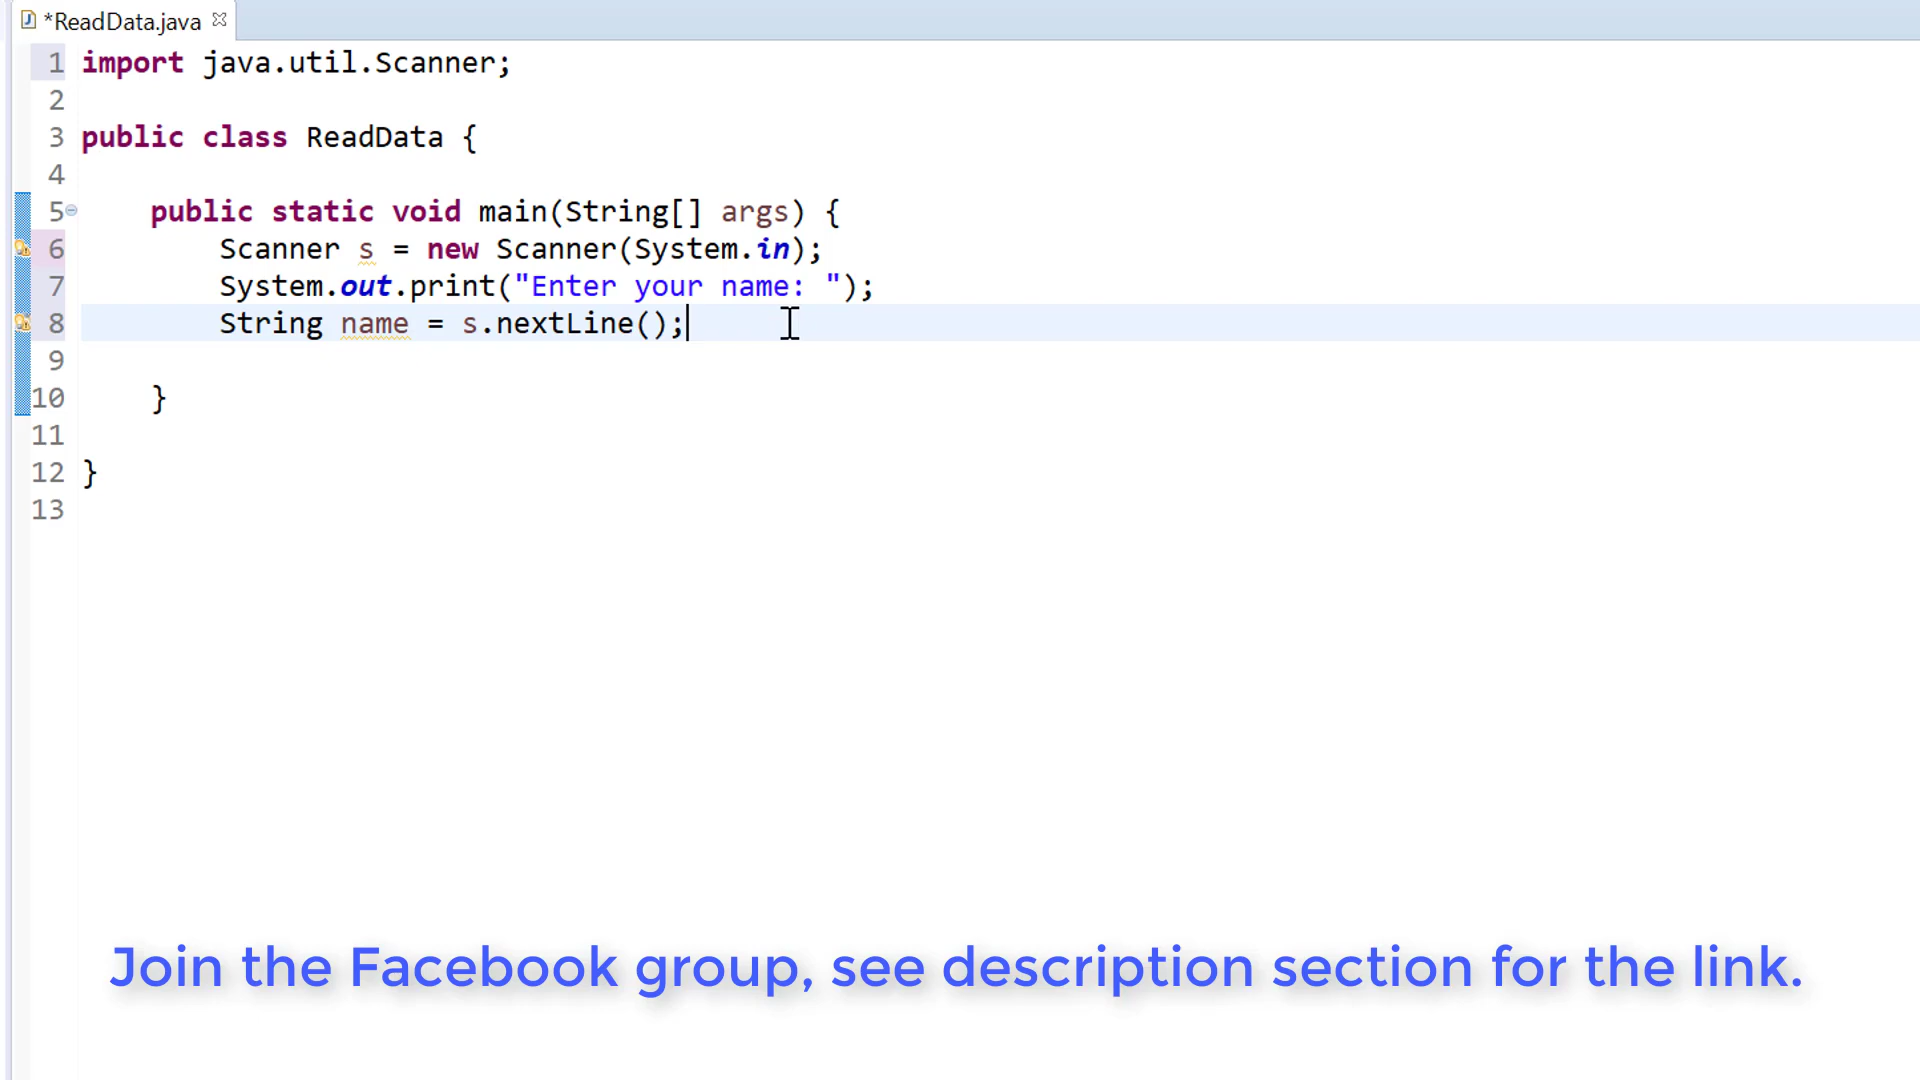 *ReadData.java
1 import java.util.Scanner;
2
3 public class ReadData {
4
5 public static void main(String[] args) {
6 Scanner s = new Scanner(System.in);
7 System.out.print("Enter your name: ");
8 String name = s.nextLine();
9
10 }
11
12 }
13
Join the Facebook group, see description section for the link.